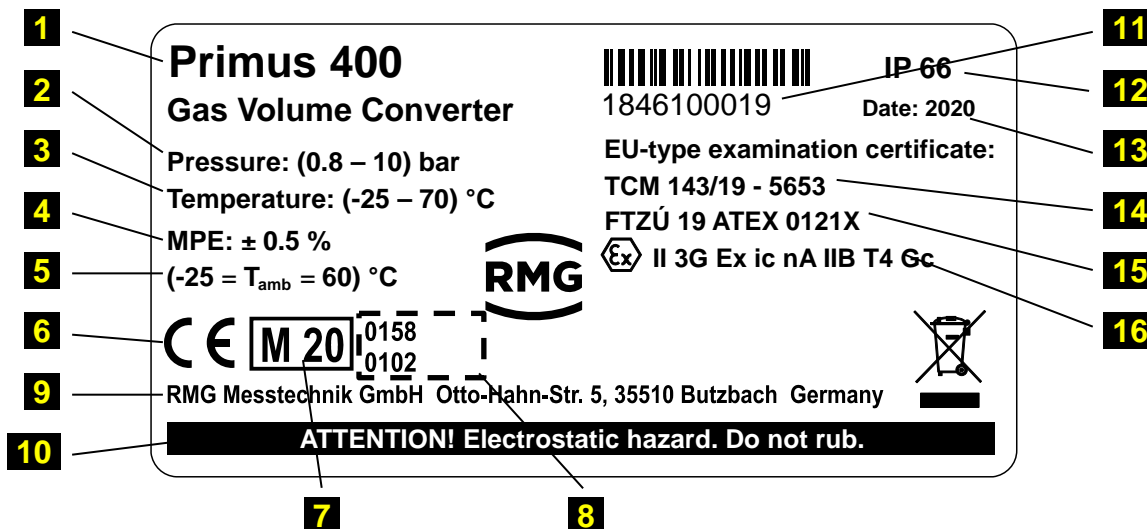 1
2
3
4
5
6
9
10
Primus 400
Gas Volume Converter
Pressure: (0.8 – 10) bar
Temperature: (-25 – 70) °C
MPE: ± 0.5 %
(-25 = Tamb = 60) °C
RMG
CE M 20 0158
0102
1846100019
IP 66
Date: 2020
EU-type examination certificate:
TCM 143/19 - 5653
FTZÚ 19 ATEX 0121X
Ex II 3G Ex ic nA IIB T4 Gc
RMG Messtechnik GmbH Otto-Hahn-Str. 5, 35510 Butzbach Germany
ATTENTION! Electrostatic hazard. Do not rub.
7
8
11
12
13
14
15
16